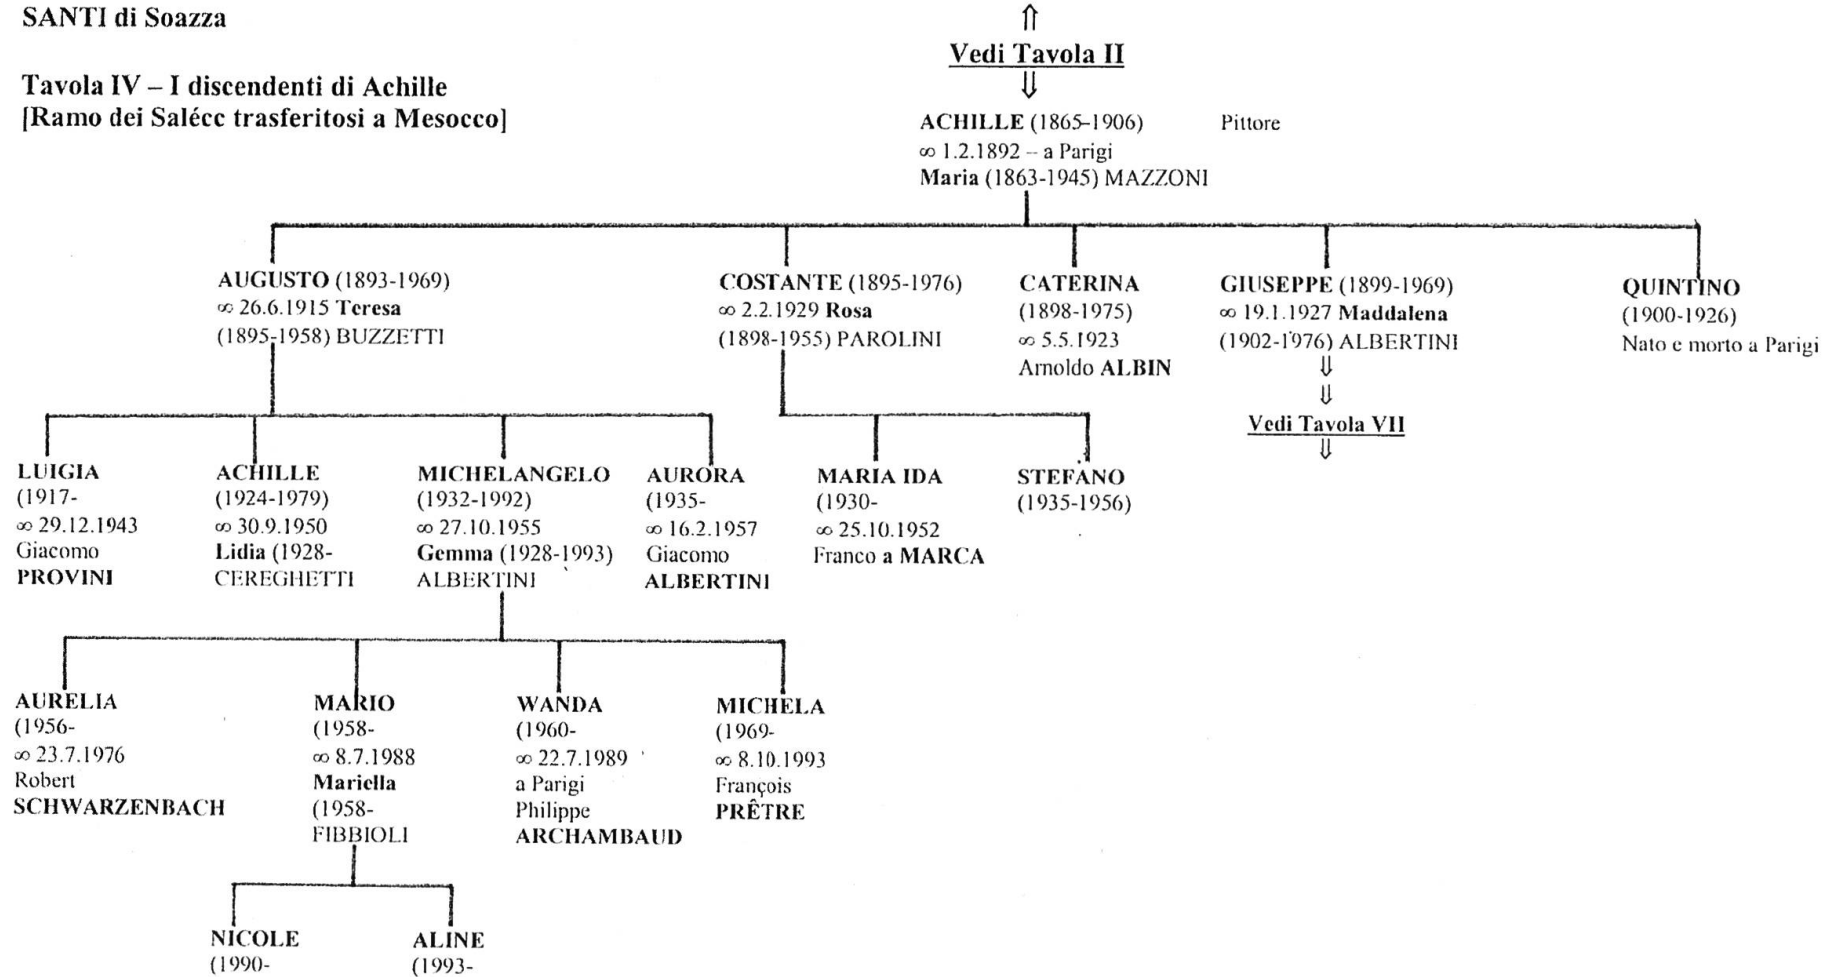 SANTI di Soazza
⇑
Vedi Tavola II
⇓
Tavola IV – I discendenti di Achille
[Ramo dei Salécc trasferitosi a Mesocco]
ACHILLE (1865-1906) Pittore
∞ 1.2.1892 – a Parigi
Maria (1863-1945) MAZZONI
AUGUSTO (1893-1969)
∞ 26.6.1915 Teresa
(1895-1958) BUZZETTI
COSTANTE (1895-1976)
∞ 2.2.1929 Rosa
(1898-1955) PAROLINI
CATERINA
(1898-1975)
∞ 5.5.1923
Arnoldo ALBIN
GIUSEPPE (1899-1969)
∞ 19.1.1927 Maddalena
(1902-1976) ALBERTINI
⇓
⇓
Vedi Tavola VII
⇓
QUINTINO
(1900-1926)
Nato e morto a Parigi
LUIGIA
(1917-
∞ 29.12.1943
Giacomo
PROVINI
ACHILLE
(1924-1979)
∞ 30.9.1950
Lidia (1928-
CEREGHETTI
MICHELANGELO
(1932-1992)
∞ 27.10.1955
Gemma (1928-1993)
ALBERTINI
AURORA
(1935-
∞ 16.2.1957
Giacomo
ALBERTINI
MARIA IDA
(1930-
∞ 25.10.1952
Franco a MARCA
STEFANO
(1935-1956)
AURELIA
(1956-
∞ 23.7.1976
Robert
SCHWARZENBACH
MARIO
(1958-
∞ 8.7.1988
Mariella
(1958-
FIBBIOLI
WANDA
(1960-
∞ 22.7.1989
a Parigi
Philippe
ARCHAMBAUD
MICHELA
(1969-
∞ 8.10.1993
François
PRÊTRE
NICOLE
(1990-
ALINE
(1993-